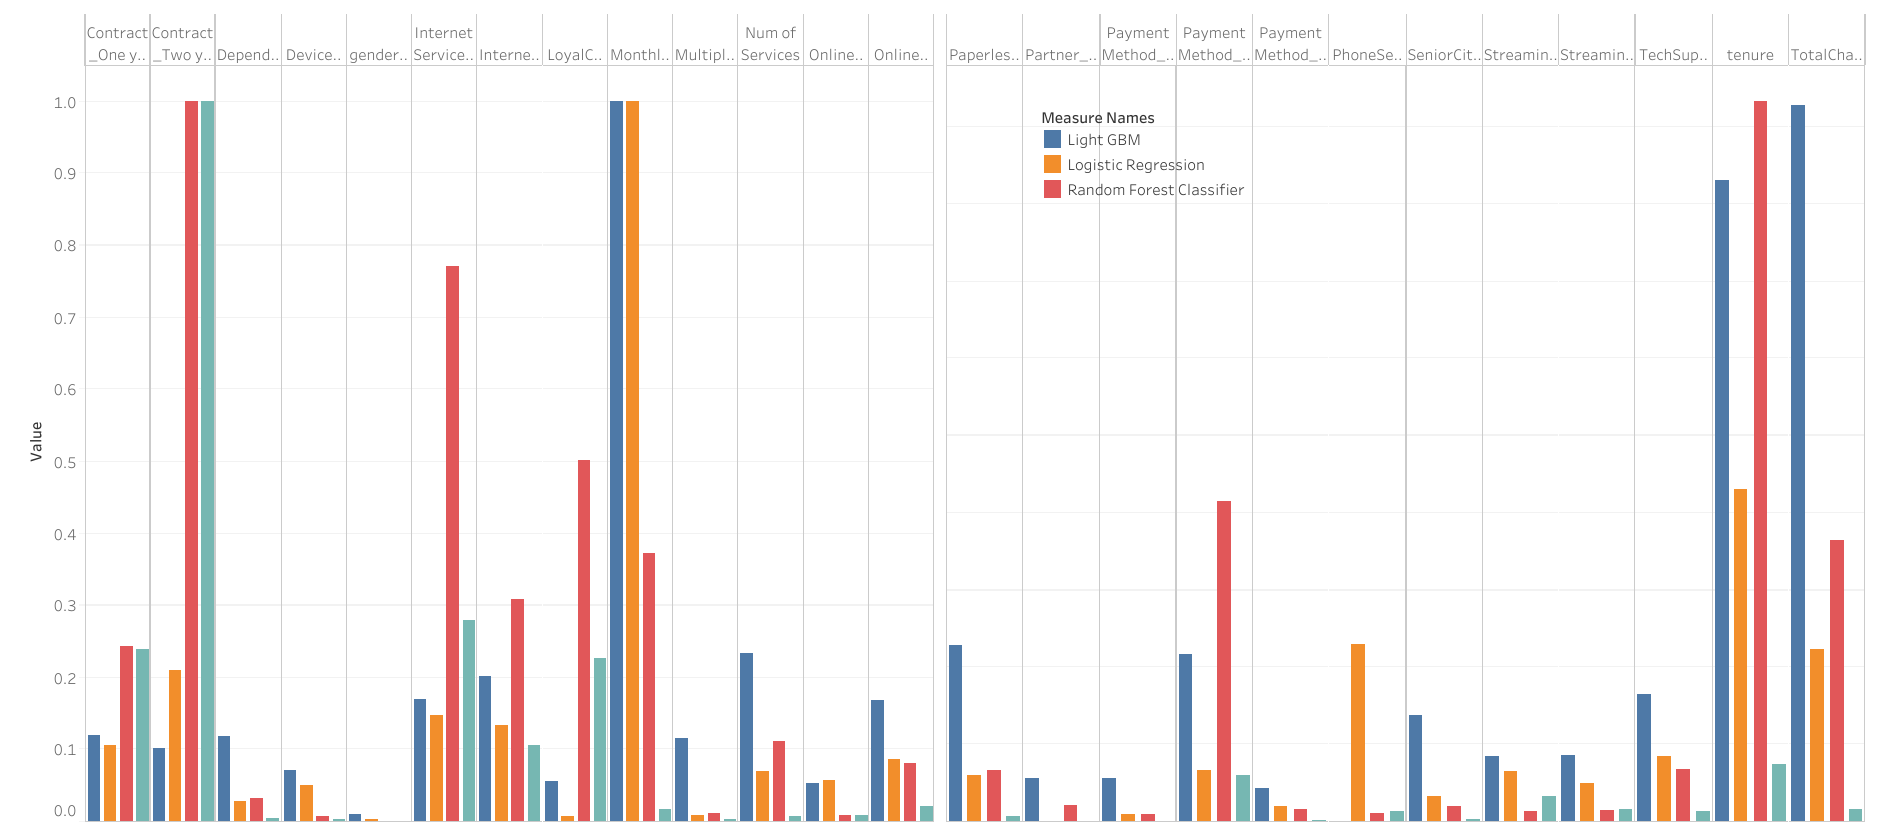 Contract _One y..
Contract _Two y..
Depend..
Device..
gender..
Internet Service..
Interne..
LoyalC..
Monthl..
Multipl..
Num of Services
Online..
Online..
Paperles..
Partner_..
Payment Method_..
Payment Method_..
Payment Method_..
PhoneSe..
SeniorCit..
Streamin..
Streamin..
TechSup..
tenure
TotalCha..
1.0
0.9
0.8
0.7
0.6
0.5
0.4
0.3
0.2
0.1
0.0
Value
Measure Names
Light GBM
Logistic Regression
Random Forest Classifier